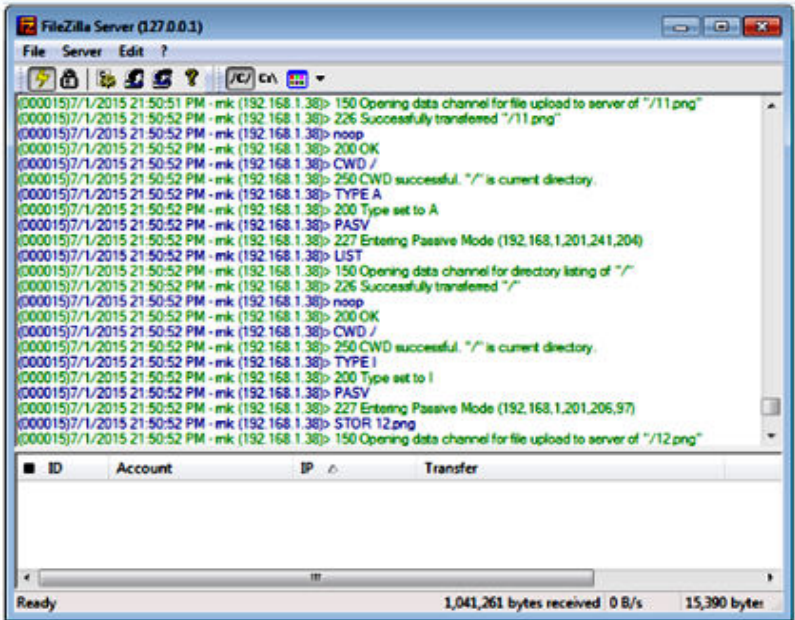 FileZilla Server (127.0.0.1)
File Server Edit ?
/C/ C:\
(000015)7/1/2015 21:50:51 PM - mk (192.168.1.38)> 150 Opening data channel for file upload to server of "/11.png"
(000015)7/1/2015 21:50:52 PM - mk (192.168.1.38)> 226 Successfully transferred "/11.png"
(000015)7/1/2015 21:50:52 PM - mk (192.168.1.38)> noop
(000015)7/1/2015 21:50:52 PM - mk (192.168.1.38)> 200 OK
(000015)7/1/2015 21:50:52 PM - mk (192.168.1.38)> CWD /
(000015)7/1/2015 21:50:52 PM - mk (192.168.1.38)> 250 CWD successful. "/" is current directory.
(000015)7/1/2015 21:50:52 PM - mk (192.168.1.38)> TYPE A
(000015)7/1/2015 21:50:52 PM - mk (192.168.1.38)> 200 Type set to A
(000015)7/1/2015 21:50:52 PM - mk (192.168.1.38)> PASV
(000015)7/1/2015 21:50:52 PM - mk (192.168.1.38)> 227 Entering Passive Mode (192,168,1,201,241,204)
(000015)7/1/2015 21:50:52 PM - mk (192.168.1.38)> LIST
(000015)7/1/2015 21:50:52 PM - mk (192.168.1.38)> 150 Opening data channel for directory listing of "/"
(000015)7/1/2015 21:50:52 PM - mk (192.168.1.38)> 226 Successfully transferred "/"
(000015)7/1/2015 21:50:52 PM - mk (192.168.1.38)> noop
(000015)7/1/2015 21:50:52 PM - mk (192.168.1.38)> 200 OK
(000015)7/1/2015 21:50:52 PM - mk (192.168.1.38)> CWD /
(000015)7/1/2015 21:50:52 PM - mk (192.168.1.38)> 250 CWD successful. "/" is current directory.
(000015)7/1/2015 21:50:52 PM - mk (192.168.1.38)> TYPE I
(000015)7/1/2015 21:50:52 PM - mk (192.168.1.38)> 200 Type set to I
(000015)7/1/2015 21:50:52 PM - mk (192.168.1.38)> PASV
(000015)7/1/2015 21:50:52 PM - mk (192.168.1.38)> 227 Entering Passive Mode (192,168,1,201,206,97)
(000015)7/1/2015 21:50:52 PM - mk (192.168.1.38)> STOR 12.png
(000015)7/1/2015 21:50:52 PM - mk (192.168.1.38)> 150 Opening data channel for file upload to server of "/12.png"
ID Account IP Transfer
Ready 1,041,261 bytes received 0 B/s 15,390 bytes